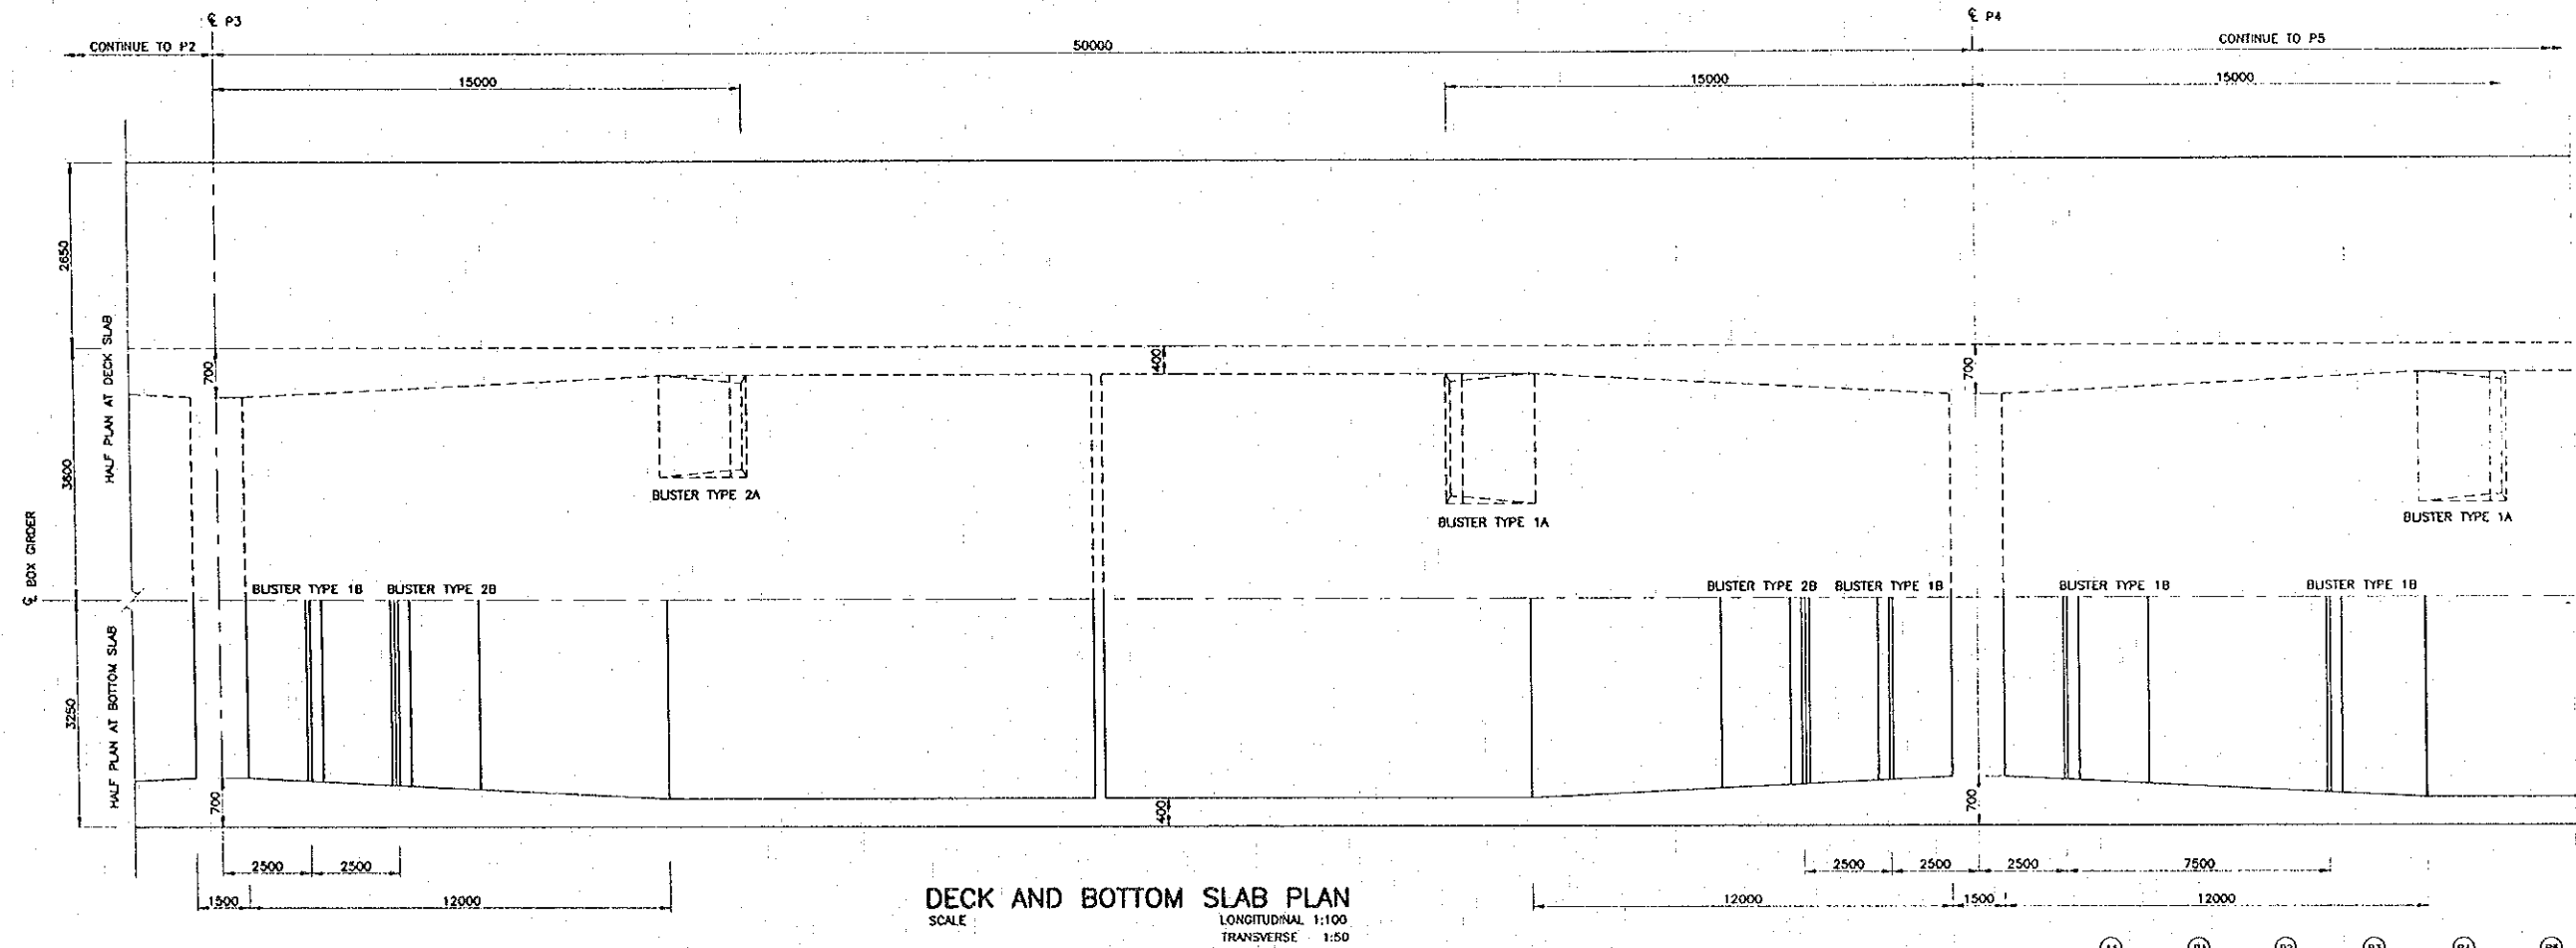 ℄ P3
℄ P4
CONTINUE TO P2
50000
CONTINUE TO P5
15000
15000
15000
2650
3800
3250
HALF PLAN AT DECK SLAB
HALF PLAN AT BOTTOM SLAB
℄ BOX GIRDER
700
400
700
BLISTER TYPE 2A
BLISTER TYPE 1A
BLISTER TYPE 1A
BLISTER TYPE 1B
BLISTER TYPE 2B
BLISTER TYPE 2B
BLISTER TYPE 1B
BLISTER TYPE 1B
BLISTER TYPE 1B
700
400
700
2500
2500
2500
2500
2500
7500
1500
12000
12000
1500
12000
DECK AND BOTTOM SLAB PLAN
SCALE
LONGITUDINAL 1:100
TRANSVERSE 1:50